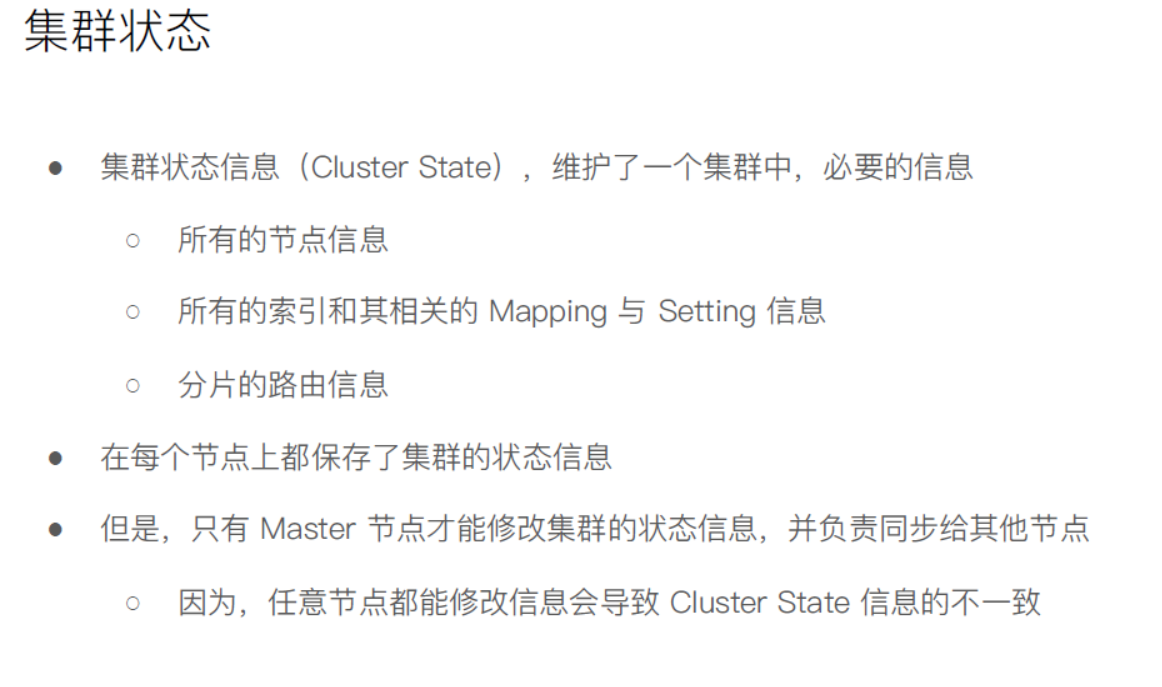 集群状态
● 集群状态信息（Cluster State），维护了一个集群中，必要的信息
○ 所有的节点信息
○ 所有的索引和其相关的 Mapping 与 Setting 信息
○ 分片的路由信息
● 在每个节点上都保存了集群的状态信息
● 但是，只有 Master 节点才能修改集群的状态信息，并负责同步给其他节点
○ 因为，任意节点都能修改信息会导致 Cluster State 信息的不一致